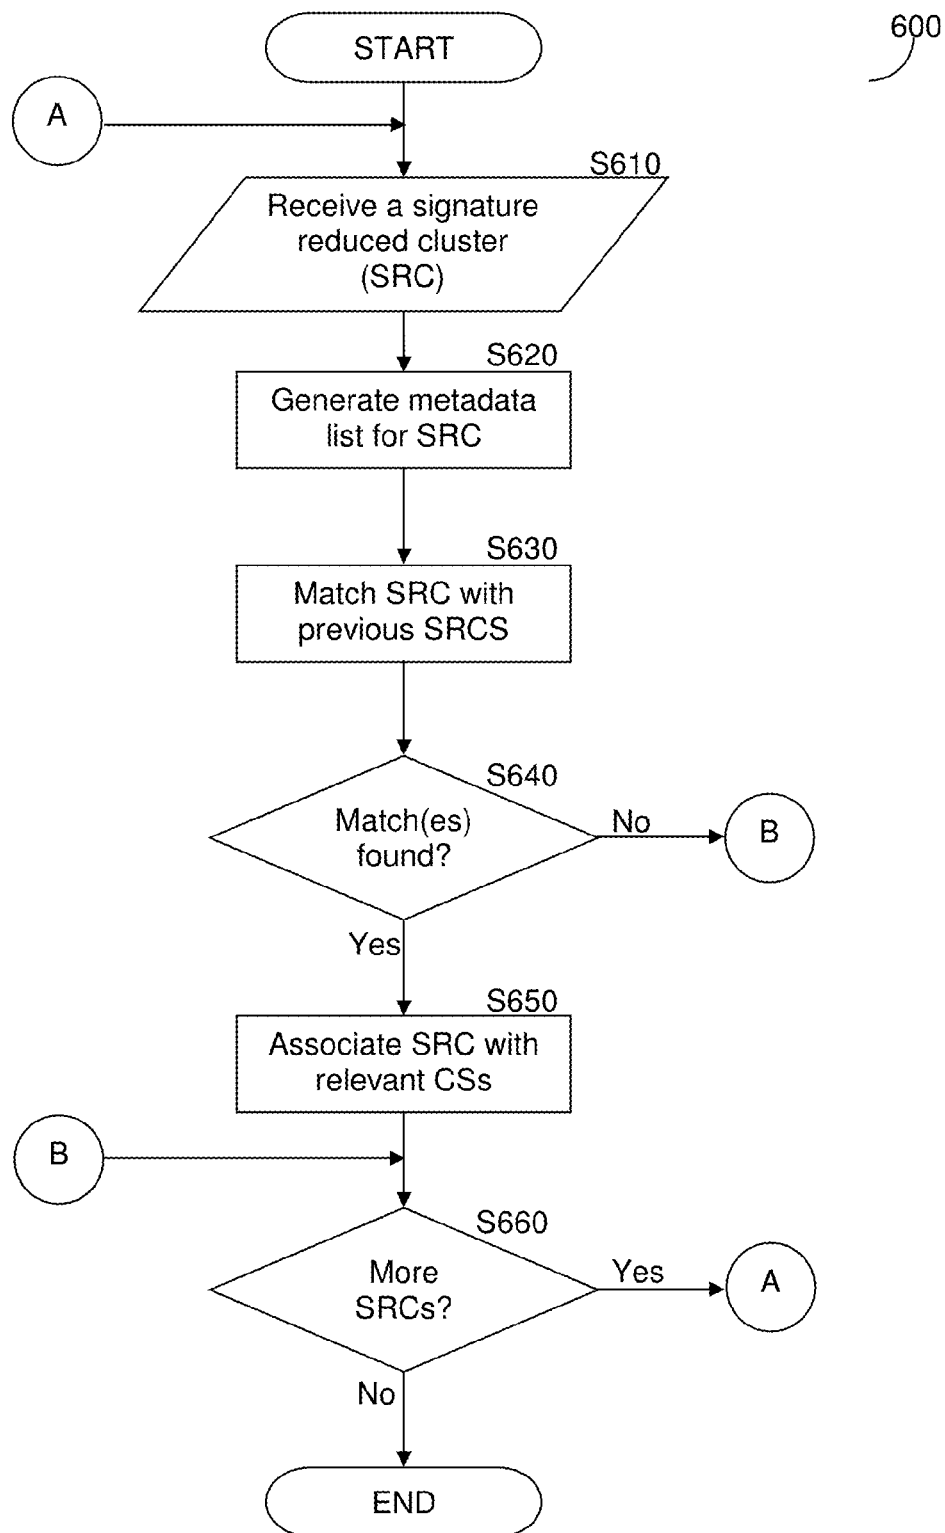 START
600
A
S610
Receive a signature
reduced cluster
(SRC)
S620
Generate metadata
list for SRC
S630
Match SRC with
previous SRCS
S640
Match(es)
found?
No
B
Yes
S650
Associate SRC with
relevant CSs
B
S660
More
SRCs?
Yes
A
No
END